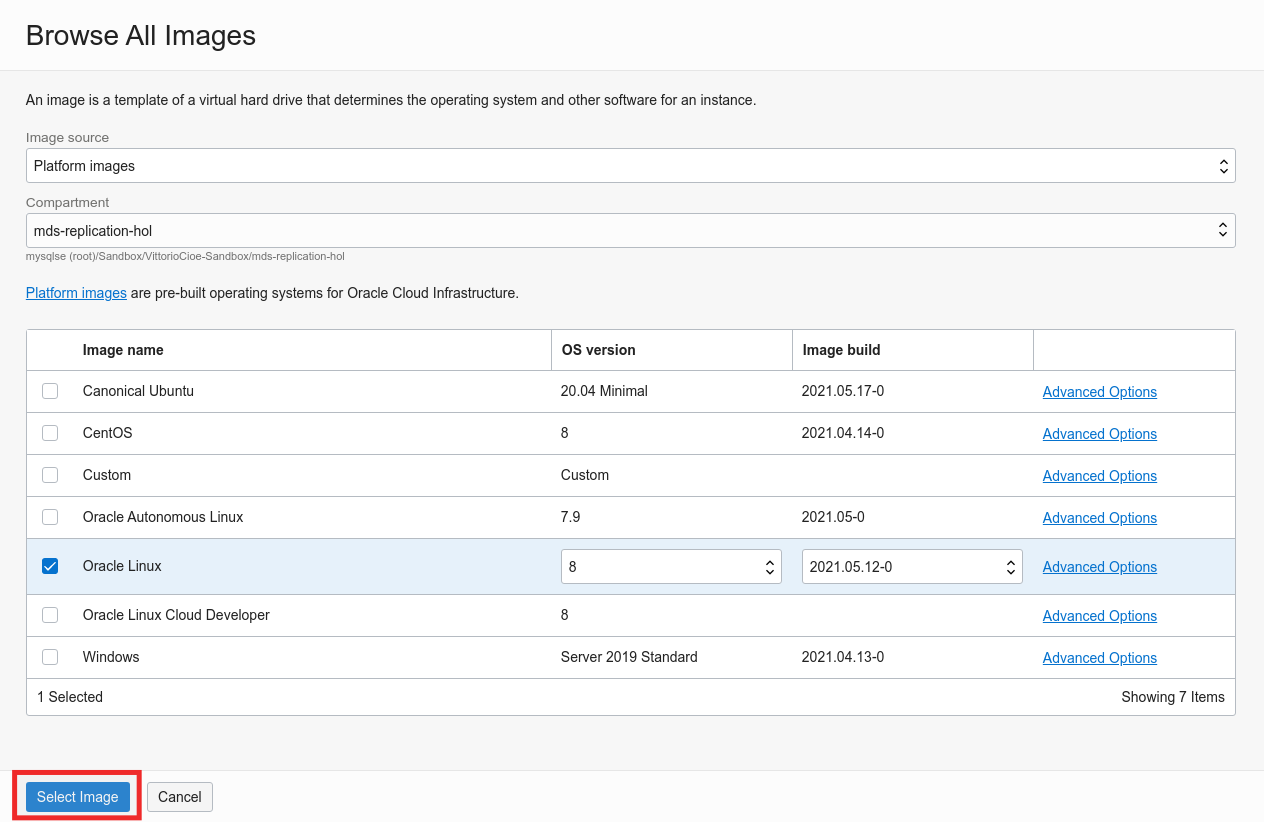 Browse All Images
An image is a template of a virtual hard drive that determines the operating system and other software for an instance.
Image source
Platform images
Compartment
mds-replication-hol
mysqlse (root)/Sandbox/VittorioCioe-Sandbox/mds-replication-hol
Platform images are pre-built operating systems for Oracle Cloud Infrastructure.
Image name OS version Image build
Canonical Ubuntu 20.04 Minimal 2021.05.17-0 Advanced Options
CentOS 8 2021.04.14-0 Advanced Options
Custom Custom Advanced Options
Oracle Autonomous Linux 7.9 2021.05-0 Advanced Options
Oracle Linux 8 2021.05.12-0 Advanced Options
Oracle Linux Cloud Developer 8 Advanced Options
Windows Server 2019 Standard 2021.04.13-0 Advanced Options
1 Selected Showing 7 Items
Select Image Cancel